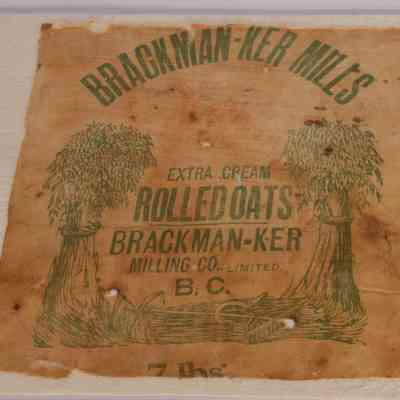 BRACKMAN-KER MILLS
EXTRA CREAM
ROLLED OATS
BRACKMAN-KER
MILLING CO., LIMITED,
B.C.
7 lbs.